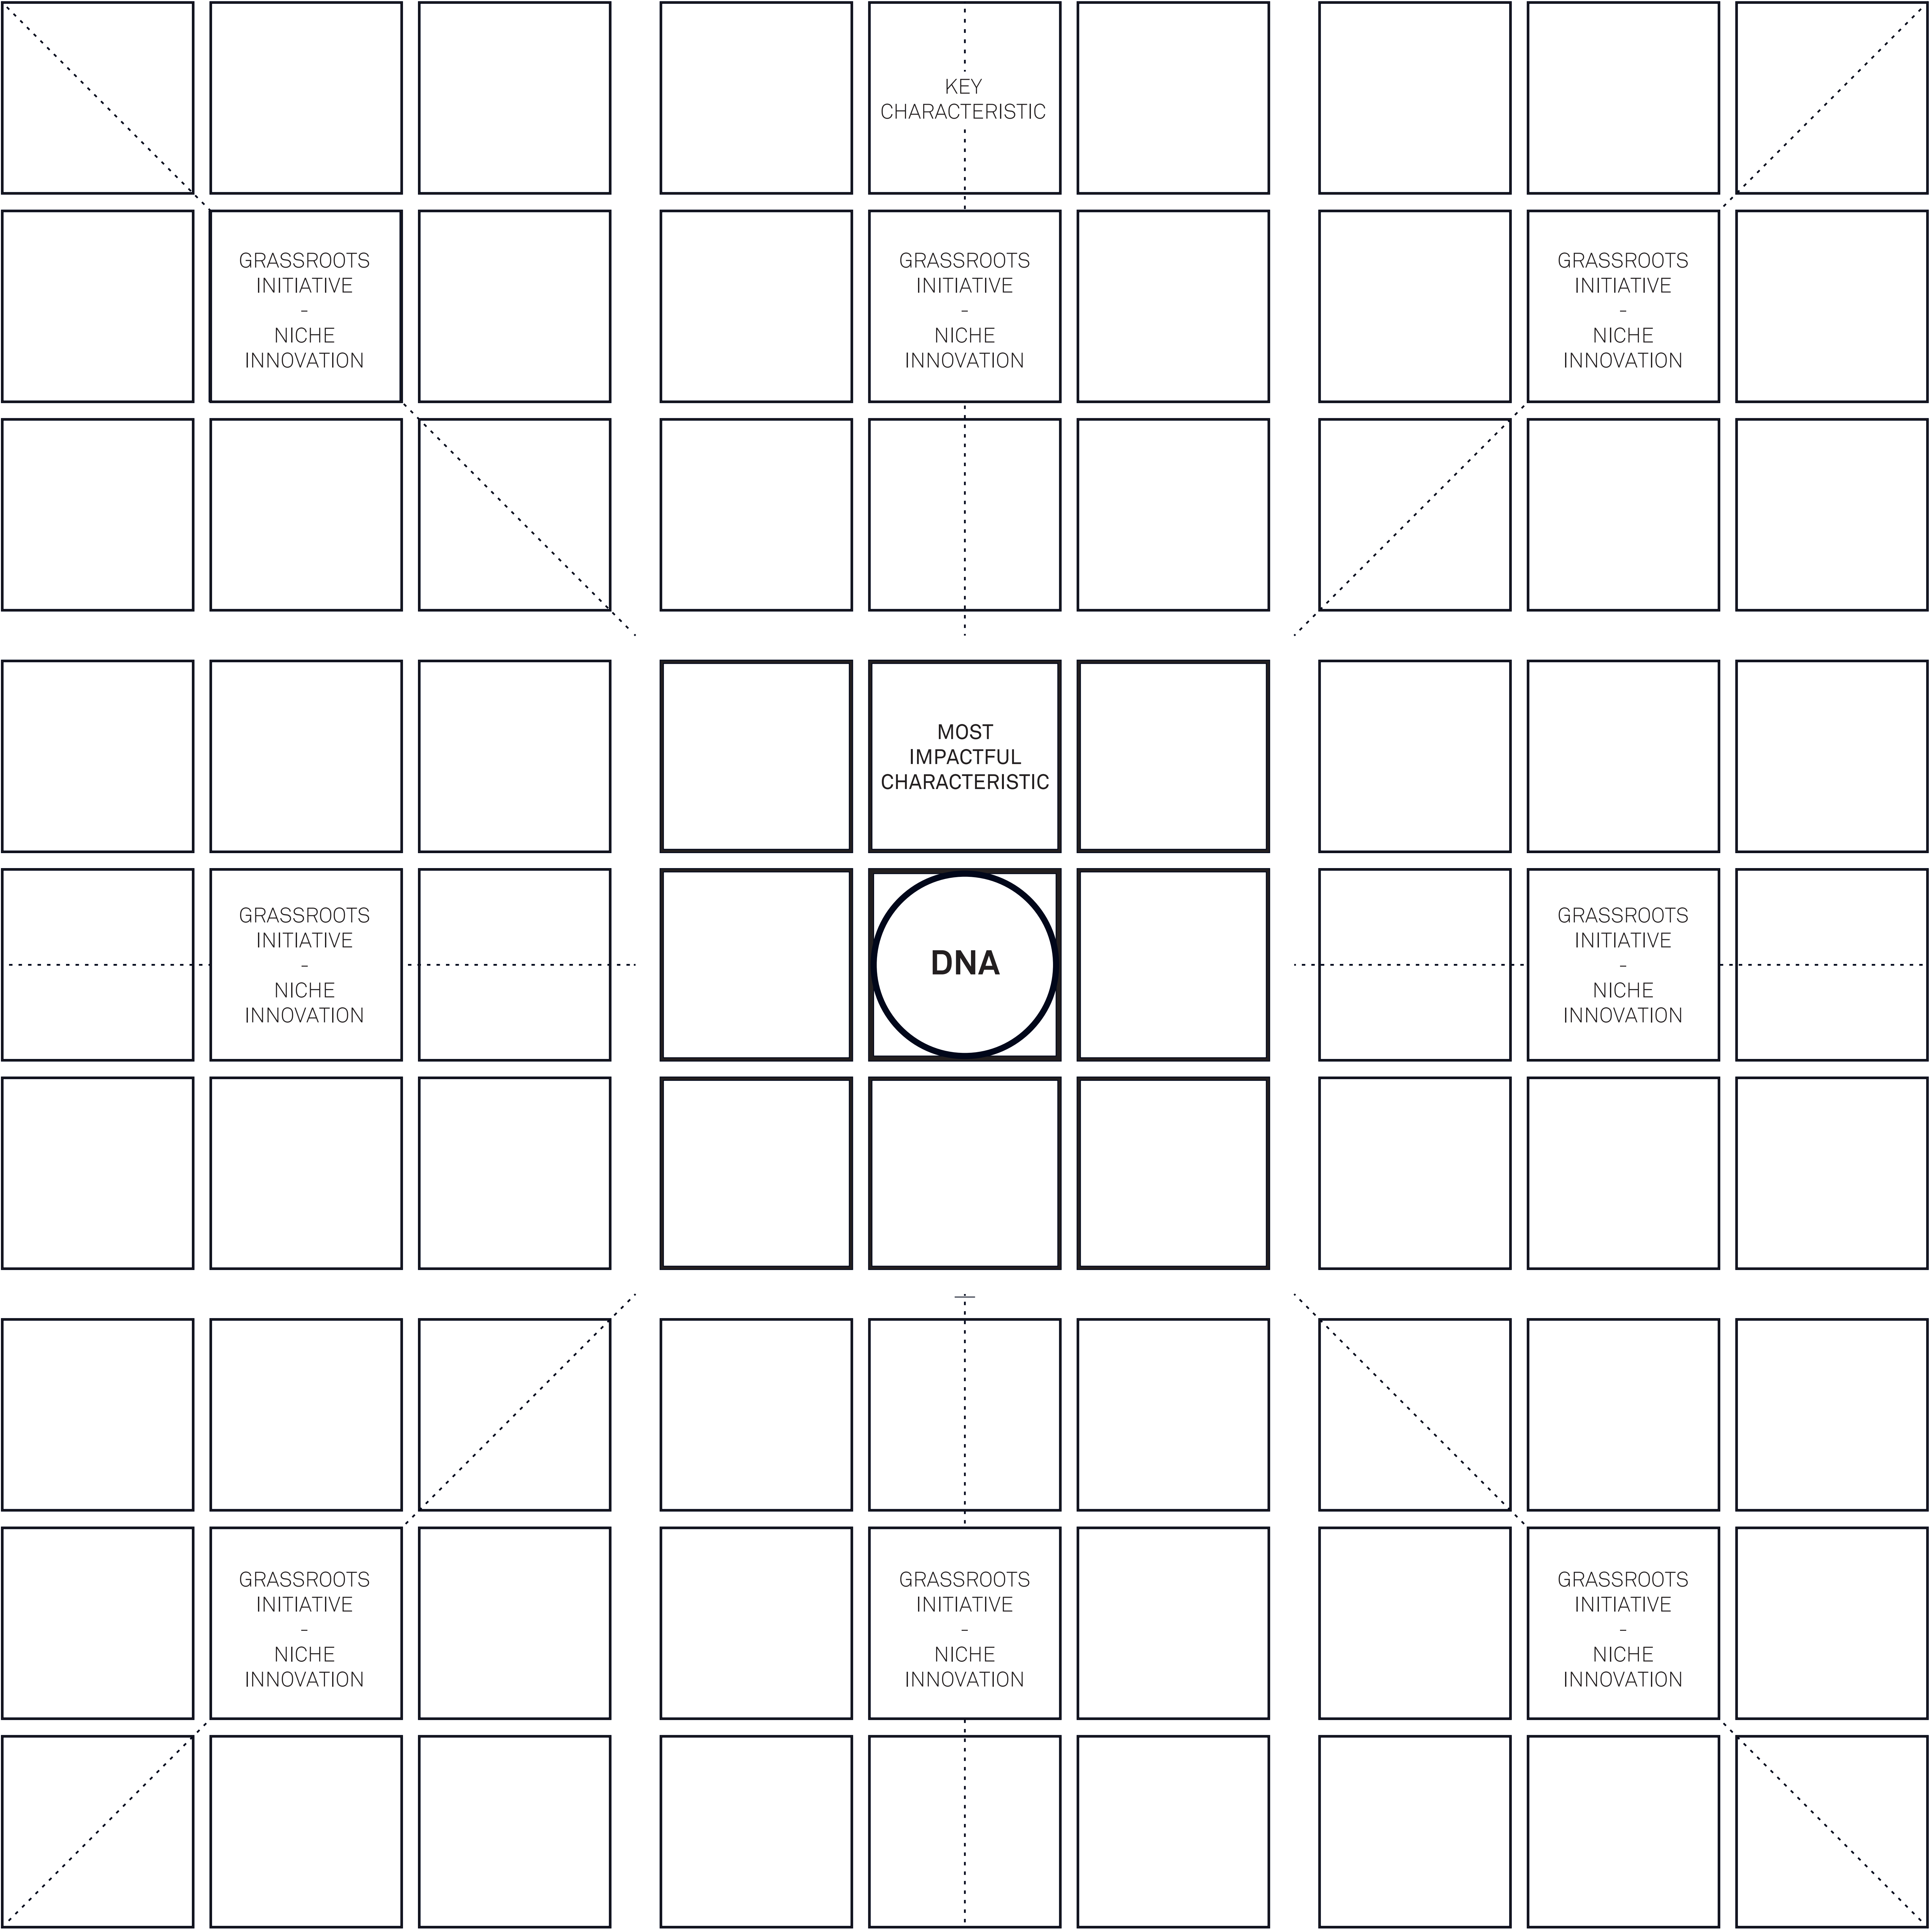 KEY
CHARACTERISTIC
GRASSROOTS
INITIATIVE
-
NICHE
INNOVATION
GRASSROOTS
INITIATIVE
-
NICHE
INNOVATION
GRASSROOTS
INITIATIVE
-
NICHE
INNOVATION
MOST
IMPACTFUL
CHARACTERISTIC
GRASSROOTS
INITIATIVE
-
NICHE
INNOVATION
DNA
GRASSROOTS
INITIATIVE
-
NICHE
INNOVATION
GRASSROOTS
INITIATIVE
-
NICHE
INNOVATION
GRASSROOTS
INITIATIVE
-
NICHE
INNOVATION
GRASSROOTS
INITIATIVE
-
NICHE
INNOVATION